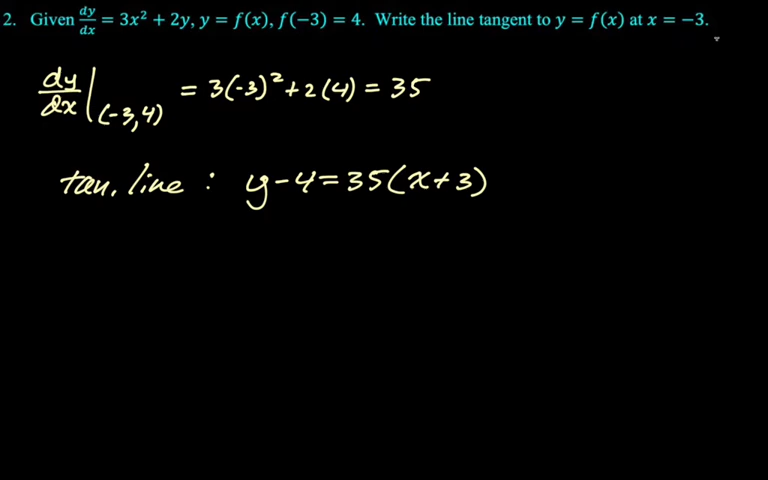 2. Given dy/dx = 3x² + 2y, y = f(x), f(−3) = 4. Write the line tangent to y = f(x) at x = −3.
dy/dx |(-3,4) = 3(-3)² + 2(4) = 35
tan. line : y - 4 = 35(x + 3)